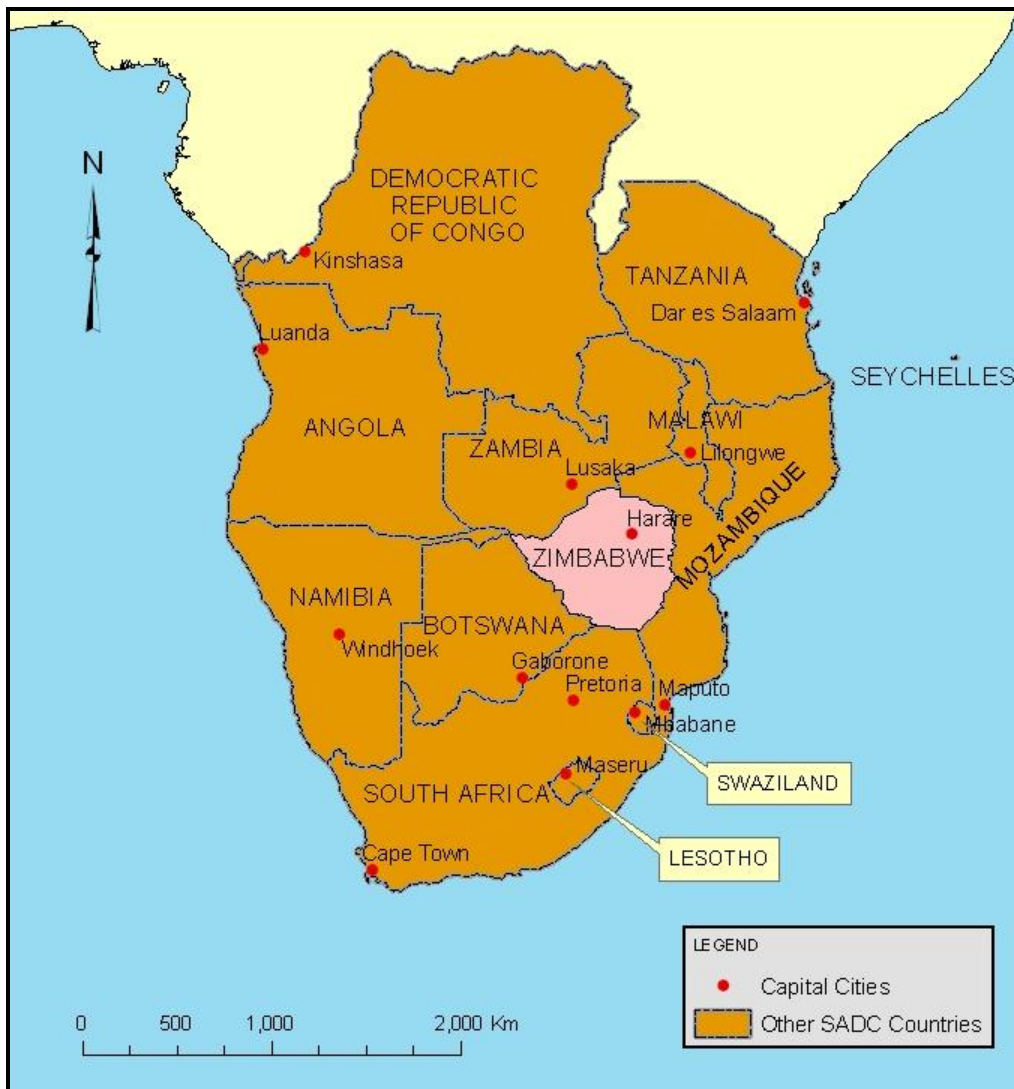 N
DEMOCRATIC
REPUBLIC
OF CONGO
Kinshasa
TANZANIA
Dar es Salaam
Luanda
SEYCHELLES
ANGOLA
MALAWI
ZAMBIA
Lilongwe
Lusaka
MOZAMBIQUE
Harare
ZIMBABWE
NAMIBIA
BOTSWANA
Windhoek
Gaborone
Pretoria
Maputo
Mbabane
Maseru
SWAZILAND
SOUTH AFRICA
LESOTHO
Cape Town
LEGEND
Capital Cities
Other SADC Countries
0 500 1,000 2,000 Km